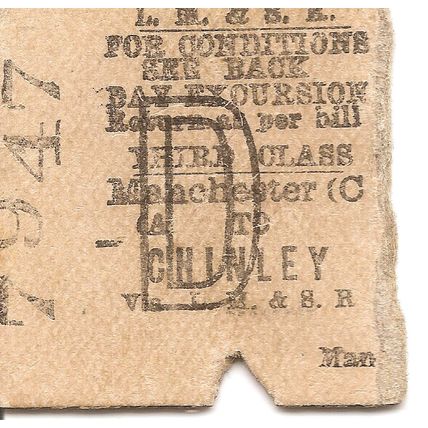 L. M. & S. R.
FOR CONDITIONS
SEE BACK
DAY EXCURSION
Return as per bill
THIRD CLASS
Manchester (C
(A TO
CHINLEY
Via L. M. & S. R
Man
D
7947